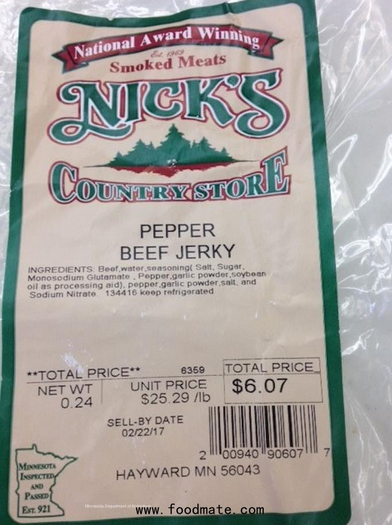 National Award Winning
Est. 1969
Smoked Meats
NICK'S
COUNTRY STORE
PEPPER
BEEF JERKY
INGREDIENTS: Beef,water,seasoning( Salt, Sugar,
Monosodium Glutamate , Pepper,garlic powder,soybean
oil as processing aid), pepper,garlic powder,salt, and
Sodium Nitrate. 134416 keep refrigerated
**TOTAL PRICE** 6359 TOTAL PRICE
NET WT UNIT PRICE $6.07
0.24 $25.29 /lb
SELL-BY DATE
02/22/17
2 00940 90607 7
HAYWARD MN 56043
MINNESOTA
INSPECTED
AND
PASSED
EST. 921
www.foodmate.com